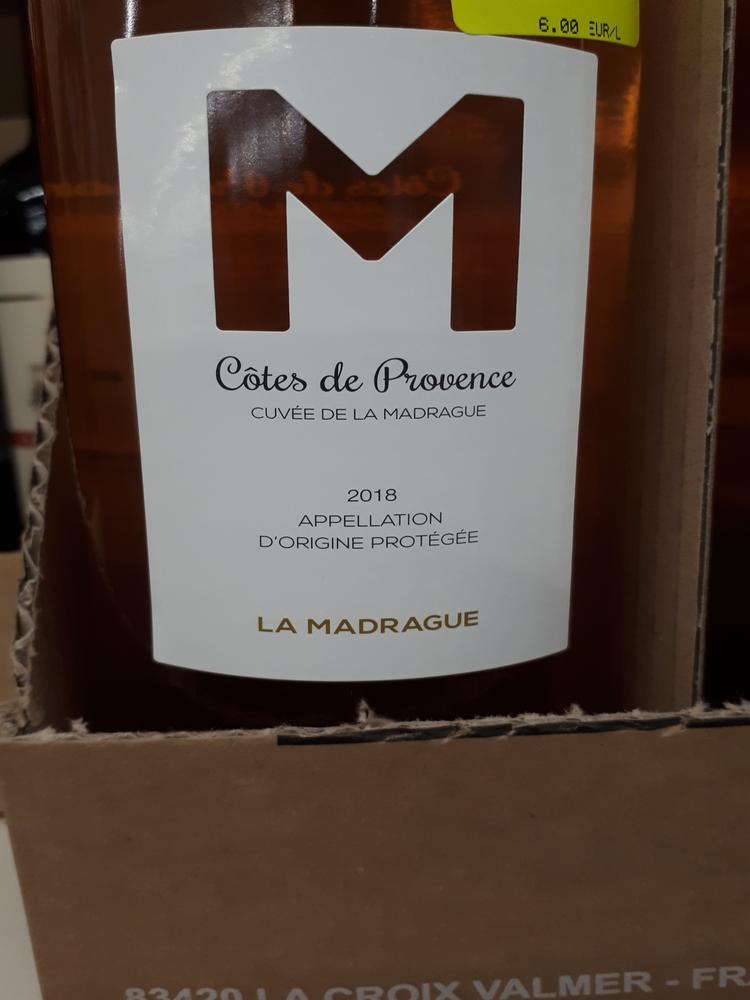 6.00 EUR/L
M
Côtes de Provence
CUVÉE DE LA MADRAGUE
2018
APPELLATION
D'ORIGINE PROTÉGÉE
LA MADRAGUE
83420 LA CROIX VALMER - FR